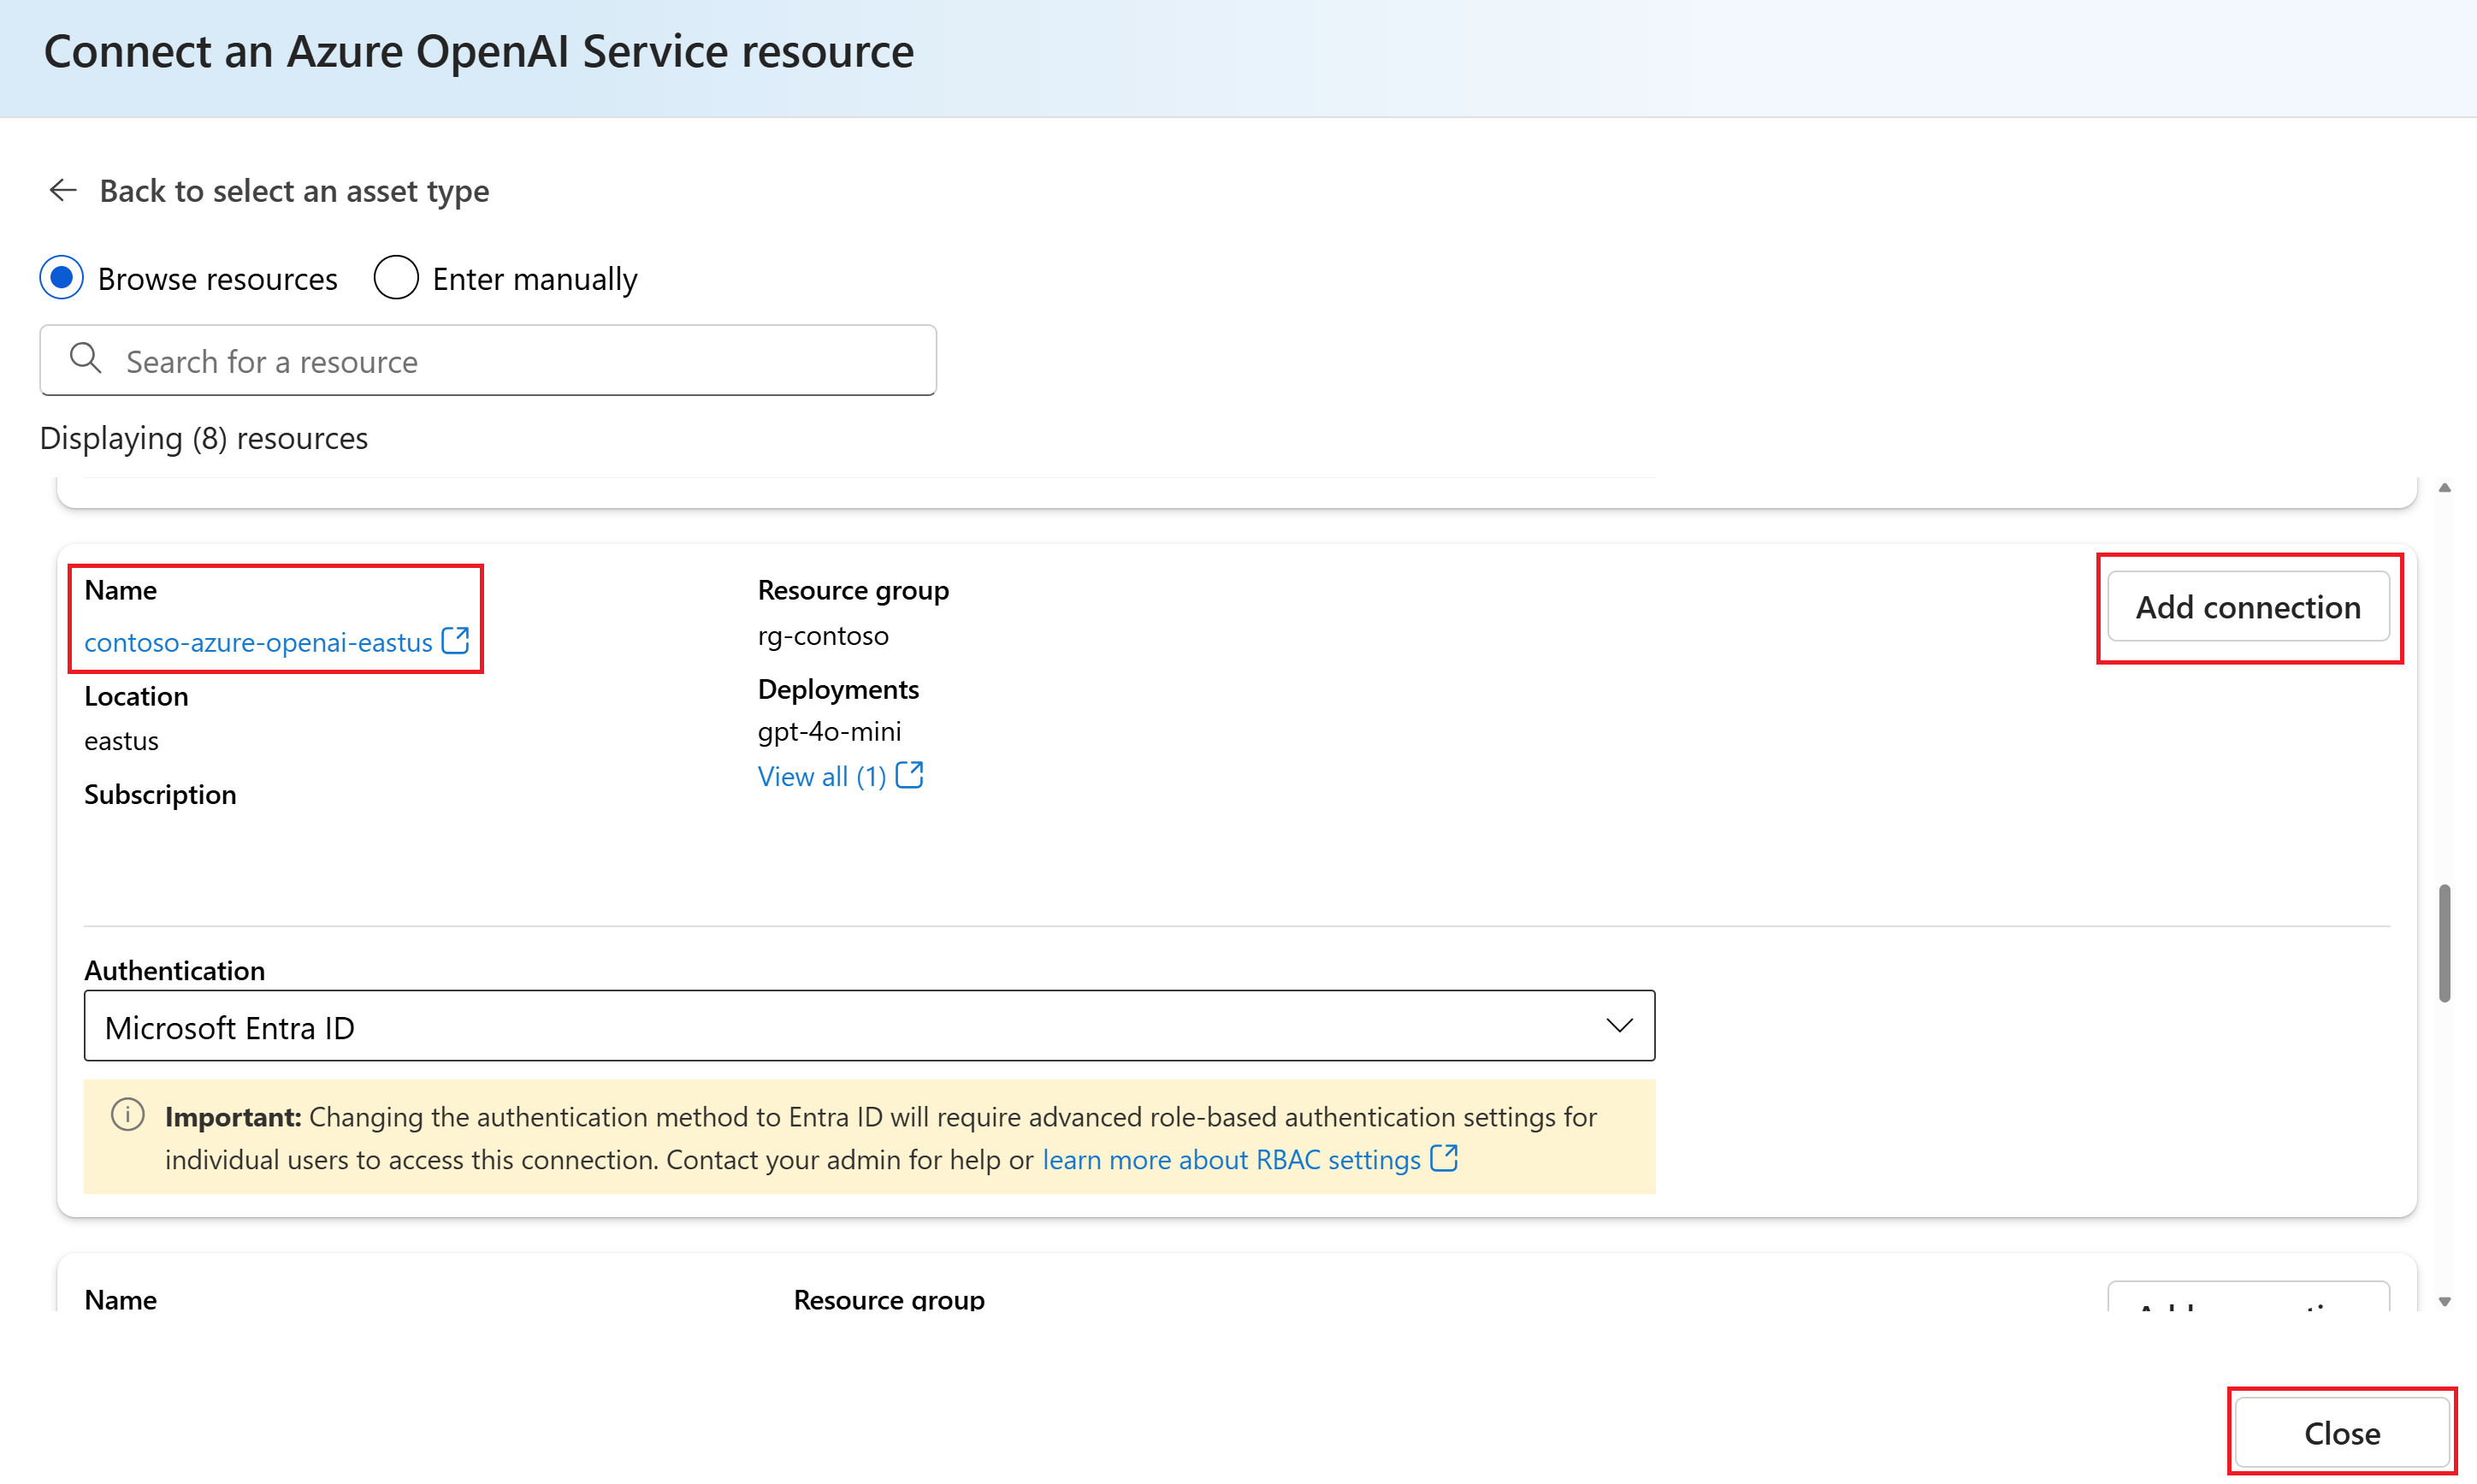 Connect an Azure OpenAI Service resource
Back to select an asset type
Browse resources Enter manually
Search for a resource
Displaying (8) resources
Name
contoso-azure-openai-eastus
Location
eastus
Subscription
Resource group
rg-contoso
Deployments
gpt-4o-mini
View all (1)
Add connection
Authentication
Microsoft Entra ID
Important: Changing the authentication method to Entra ID will require advanced role-based authentication settings for
individual users to access this connection. Contact your admin for help or learn more about RBAC settings
Name
Resource group
Close